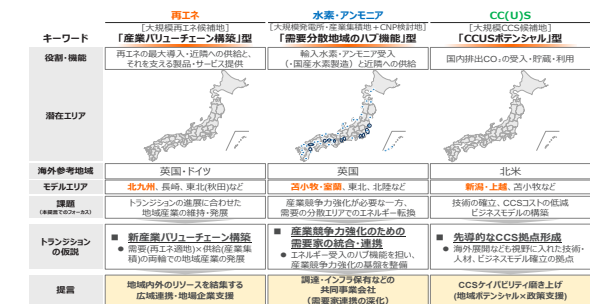 再エネ
水素・アンモニア
CC(U)S
キーワード
[大規模再エネ候補地]
「産業バリューチェーン構築」型
[大規模発電所・産業集積地＋CNP検討地]
「需要分散地域のハブ機能」型
[大規模CCS候補地]
「CCUSポテンシャル」型
役割・機能
再エネの最大導入・近隣への供給と、
それを支える製品・サービス提供
輸入水素・アンモニア受入
(・国産水素製造) と近隣への供給
国内排出CO₂の受入・貯蔵・利用
潜在エリア
海外参考地域
英国・ドイツ
英国
北米
モデルエリア
北九州、長崎、東北(秋田)など
苫小牧・室蘭、東北、北陸など
新潟・上越、苫小牧など
課題
(本提言でのフォーカス)
トランジションの進展に合わせた
地域産業の維持・発展
産業競争力強化が必要な一方、
需要の分散エリアでのエネルギー転換
技術の確立、CCSコストの低減
ビジネスモデルの構築
トランジション
の仮説
■ 新産業バリューチェーン構築
● 需要(再エネ適地)×供給(産業集
積)の両輪での地域産業の発展
■ 産業競争力強化のための
需要家の統合・連携
● エネルギー受入のハブ機能を担い、
産業競争力強化の基盤を整備
■ 先導的なCCS拠点形成
● 海外展開なども視野に入れた技術・
人材、ビジネスモデル確立の拠点
提言
地域内外のリソースを結集する
広域連携・地場企業支援
調達・インフラ保有などの
共同事業会社
(需要家連携の深化)
CCSケイパビリティ磨き上げ
(地域ポテンシャル×政策支援)